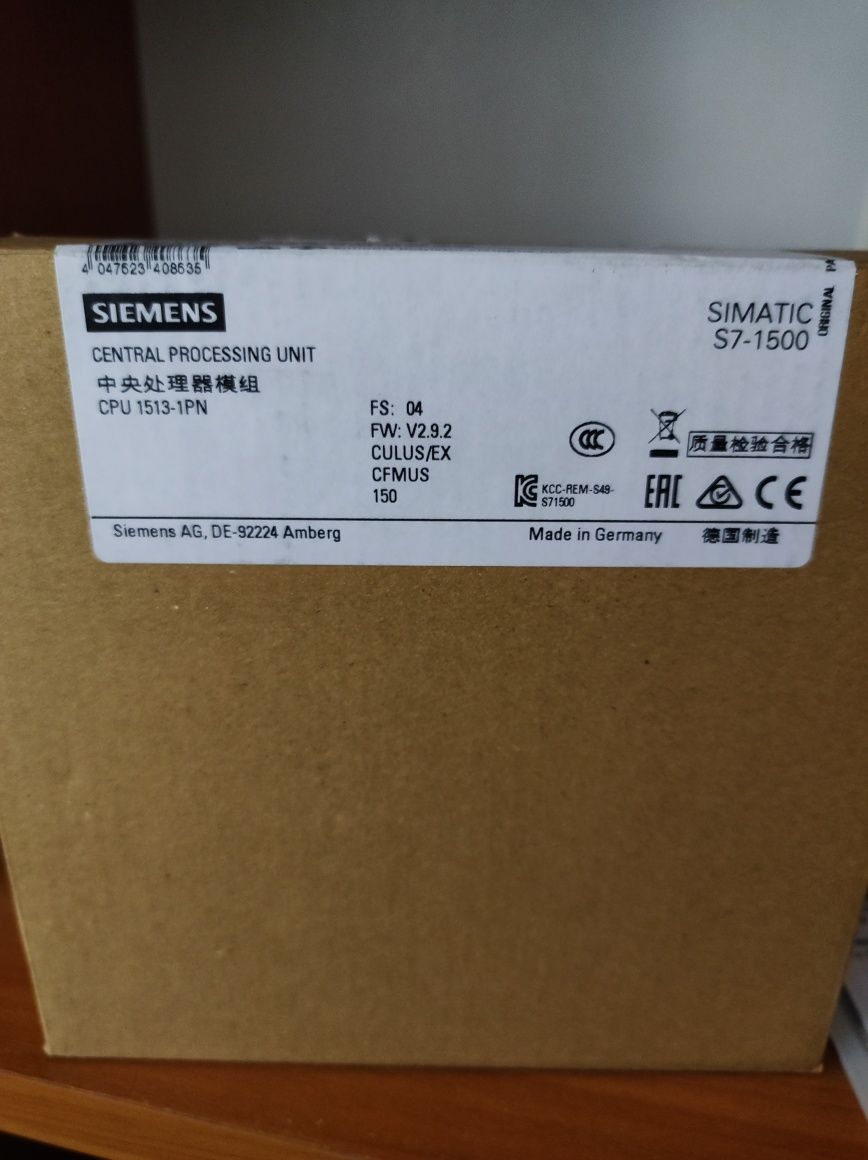 4 047623 408635
SIEMENS
SIMATIC
S7-1500
ORIGINAL
CENTRAL PROCESSING UNIT
中央处理器模组
CPU 1513-1PN
FS: 04
FW: V2.9.2
CULUS/EX
CFMUS
150
CCC
质量检验合格
KCC-REM-S49-
S71500
EAC
CE
Siemens AG, DE-92224 Amberg
Made in Germany
德国制造